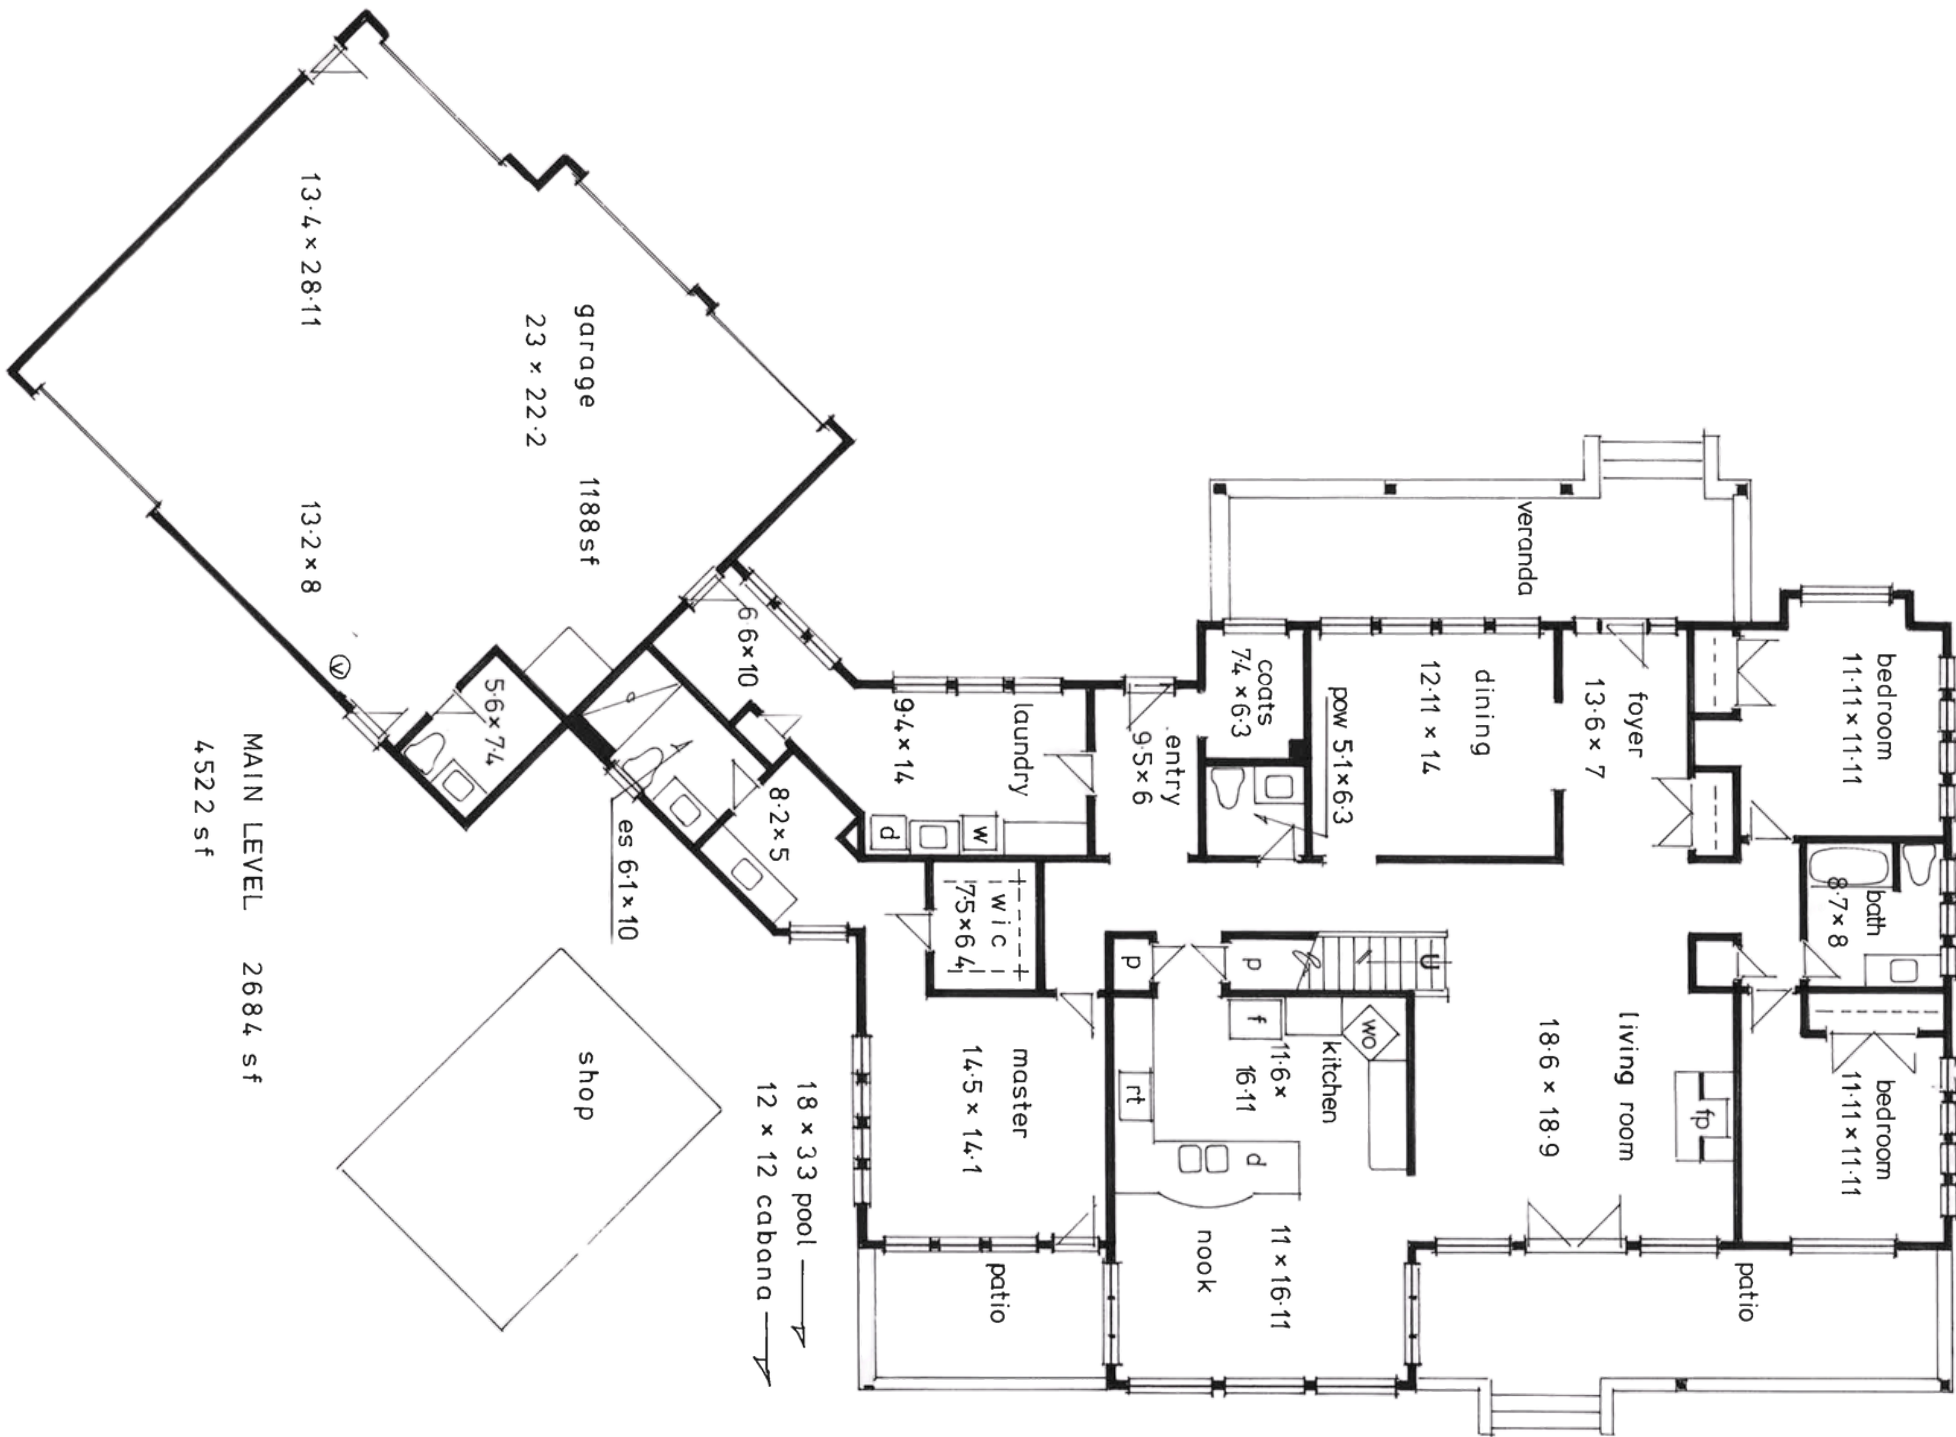 bedroom
11·11 × 11·11
bath
8·7 × 8
bedroom
11·11 × 11·11
patio
foyer
13·6 × 7
living room
18·6 × 18·9
fp
veranda
dining
12·11 × 14
pow 5·1 × 6·3
U
wo
kitchen
11·6 ×
16·11
f
p
p
rt
d
11 × 16·11
nook
coats
7·4 × 6·3
entry
9·5 × 6
laundry
9·4 × 14
w
d
wic
7·5 × 6 4
master
14·5 × 14·1
patio
18 × 33 pool
12 × 12 cabana
6·6 × 10
8·2 × 5
es 6·1 × 10
garage 1188 sf
23 × 22·2
5·6 × 7·4
13·4 × 28·11
13·2 × 8
v
shop
MAIN LEVEL 2684 sf
4522 sf